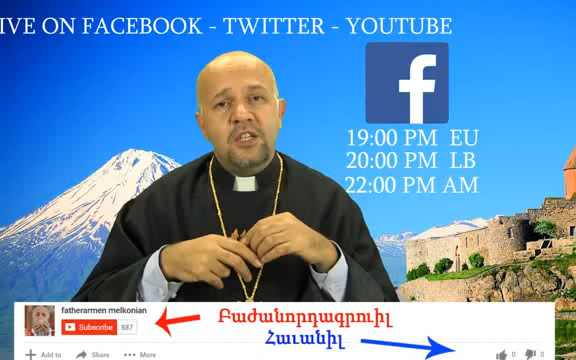 IVE ON FACEBOOK - TWITTER - YOUTUBE
f
19:00 PM EU
20:00 PM LB
22:00 PM AM
fatherarmen melkonian
Subscribe 887
Բաժանորդագրուիլ
Հաւանիլ
Add to Share More 0 0